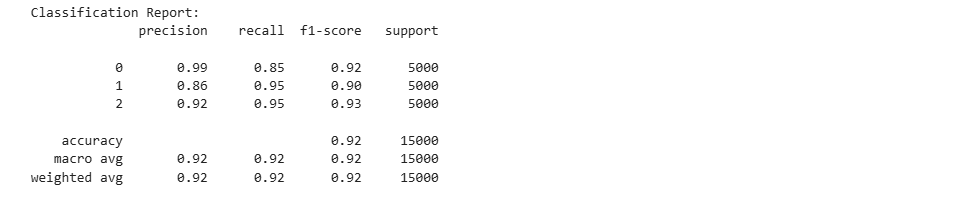 Classification Report:
precision recall f1-score support
0 0.99 0.85 0.92 5000
1 0.86 0.95 0.90 5000
2 0.92 0.95 0.93 5000
accuracy 0.92 15000
macro avg 0.92 0.92 0.92 15000
weighted avg 0.92 0.92 0.92 15000